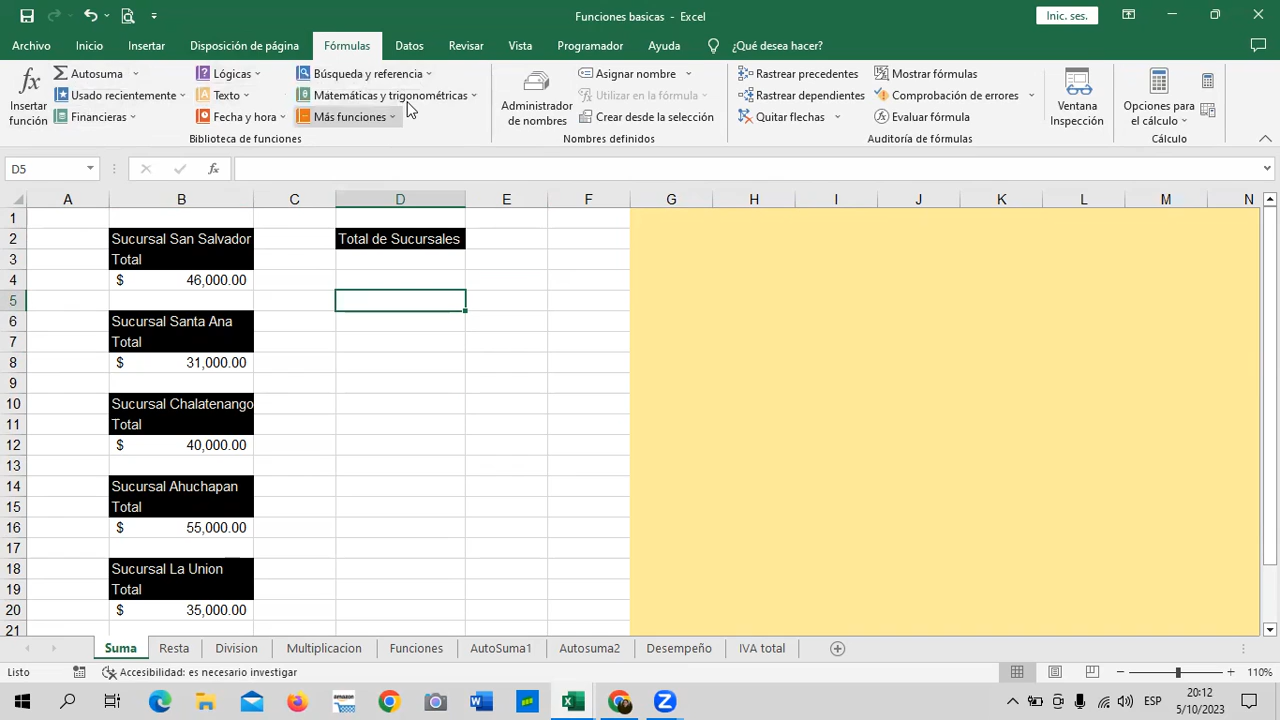 Funciones basicas - Excel
Inic. ses.
Archivo Inicio Insertar Disposición de página Fórmulas Datos Revisar Vista Programador Ayuda ¿Qué desea hacer?
Insertar función
Autosuma
Usado recientemente
Financieras
Lógicas
Texto
Fecha y hora
Búsqueda y referencia
Matemáticas trigonométricas
Más funciones
Biblioteca de funciones
Administrador de nombres
Asignar nombre
Utilizar en la fórmula
Crear desde la selección
Nombres definidos
Rastrear precedentes
Rastrear dependientes
Quitar flechas
Mostrar fórmulas
Comprobación de errores
Evaluar fórmula
Auditoría de fórmulas
Ventana Inspección
Opciones para el cálculo
Cálculo
D5
fx
A B C D E F G H I J K L M N
1
2 Sucursal San Salvador Total de Sucursales
3 Total
4 $ 46,000.00
5
6 Sucursal Santa Ana
7 Total
8 $ 31,000.00
9
10 Sucursal Chalatenango
11 Total
12 $ 40,000.00
13
14 Sucursal Ahuchapan
15 Total
16 $ 55,000.00
17
18 Sucursal La Union
19 Total
20 $ 35,000.00
21
Suma Resta Division Multiplicacion Funciones AutoSuma1 Autosuma2 Desempeño IVA total
Listo Accesibilidad: es necesario investigar 110%
ESP 20:12
5/10/2023